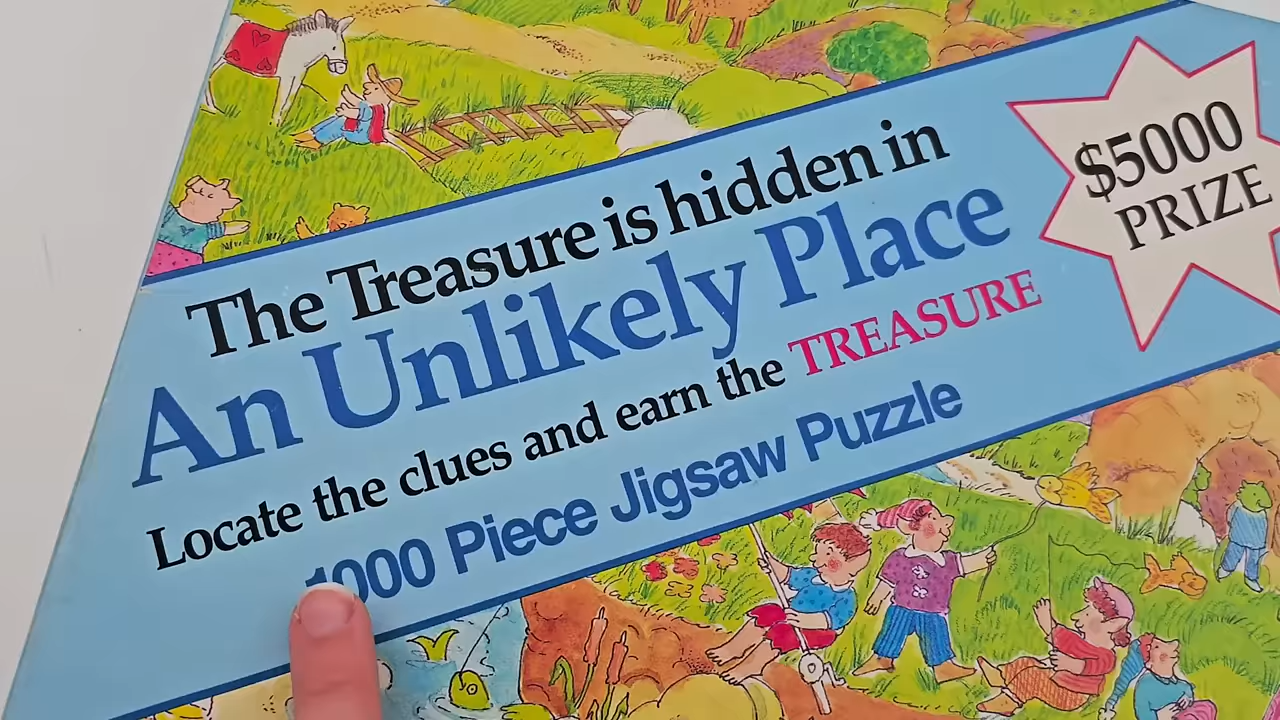 The Treasure is hidden in
An Unlikely Place
Locate the clues and earn the TREASURE
1000 Piece Jigsaw Puzzle
$5000
PRIZE